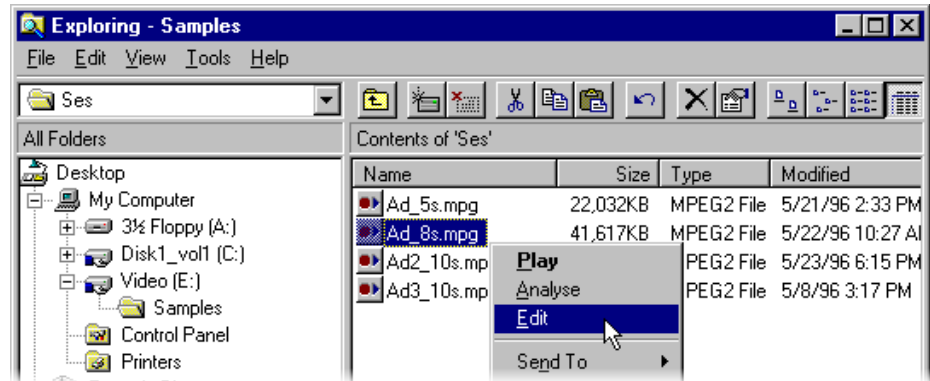 Exploring - Samples
File Edit View Tools Help
Ses
All Folders
Contents of 'Ses'
Desktop
My Computer
3½ Floppy (A:)
Disk1_vol1 (C:)
Video (E:)
Samples
Control Panel
Printers
Name Size Type Modified
Ad_5s.mpg 22,032KB MPEG2 File 5/21/96 2:33 PM
Ad_8s.mpg 41,617KB MPEG2 File 5/22/96 10:27 AM
Ad2_10s.mp PEG2 File 5/23/96 6:15 PM
Ad3_10s.mp PEG2 File 5/8/96 3:17 PM
Play
Analyse
Edit
Send To